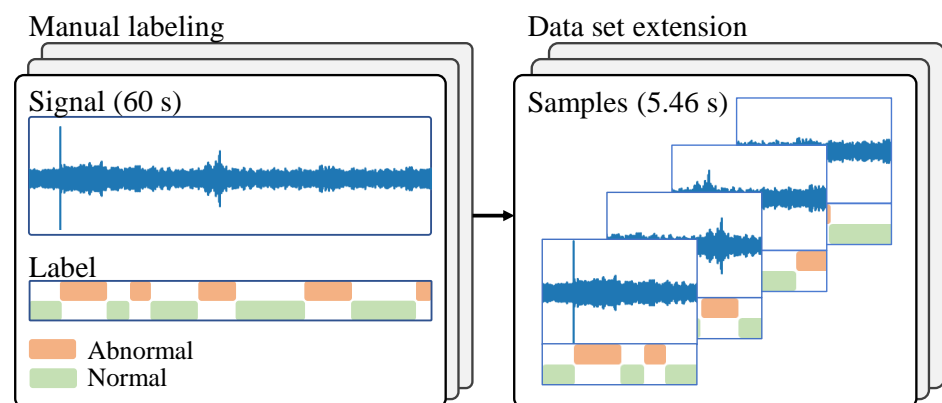 Manual labeling
Signal (60 s)
Label
Abnormal
Normal
Data set extension
Samples (5.46 s)